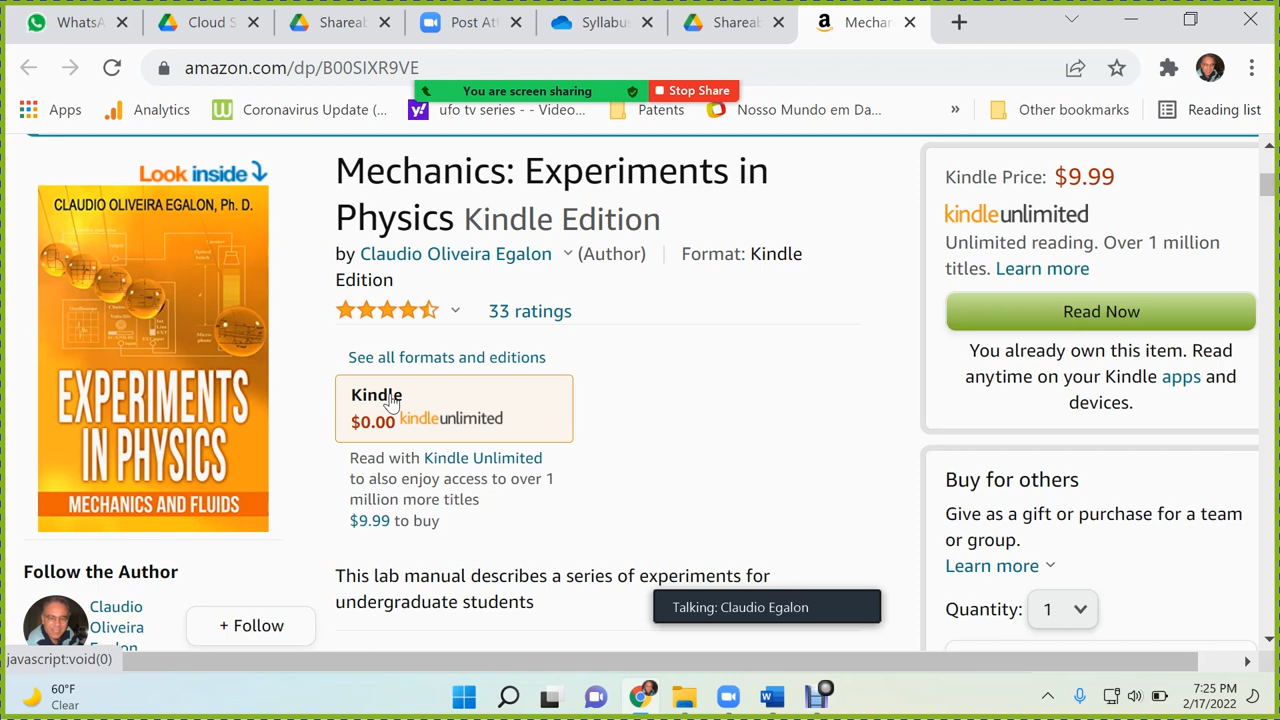 WhatsA
Cloud S
Shareab
Post Att
Syllabu
Shareab
Mechan
amazon.com/dp/B00SIXR9VE
You are screen sharing
Stop Share
Apps
Analytics
Coronavirus Update (...
ufo tv series - - Video...
Patents
Nosso Mundo em Da...
»
Other bookmarks
Reading list
Look inside
CLAUDIO OLIVEIRA EGALON, Ph. D.
EXPERIMENTS
IN PHYSICS
MECHANICS AND FLUIDS
Follow the Author
Claudio
Oliveira
Egalon
+ Follow
Mechanics: Experiments in
Physics Kindle Edition
by Claudio Oliveira Egalon (Author) Format: Kindle
Edition
33 ratings
See all formats and editions
Kindle
$0.00 kindleunlimited
Read with Kindle Unlimited
to also enjoy access to over 1
million more titles
$9.99 to buy
This lab manual describes a series of experiments for
undergraduate students
Talking: Claudio Egalon
Kindle Price: $9.99
kindleunlimited
Unlimited reading. Over 1 million
titles. Learn more
Read Now
You already own this item. Read
anytime on your Kindle apps and
devices.
Buy for others
Give as a gift or purchase for a team
or group.
Learn more
Quantity: 1
javascript:void(0)
60°F
Clear
7:25 PM
2/17/2022